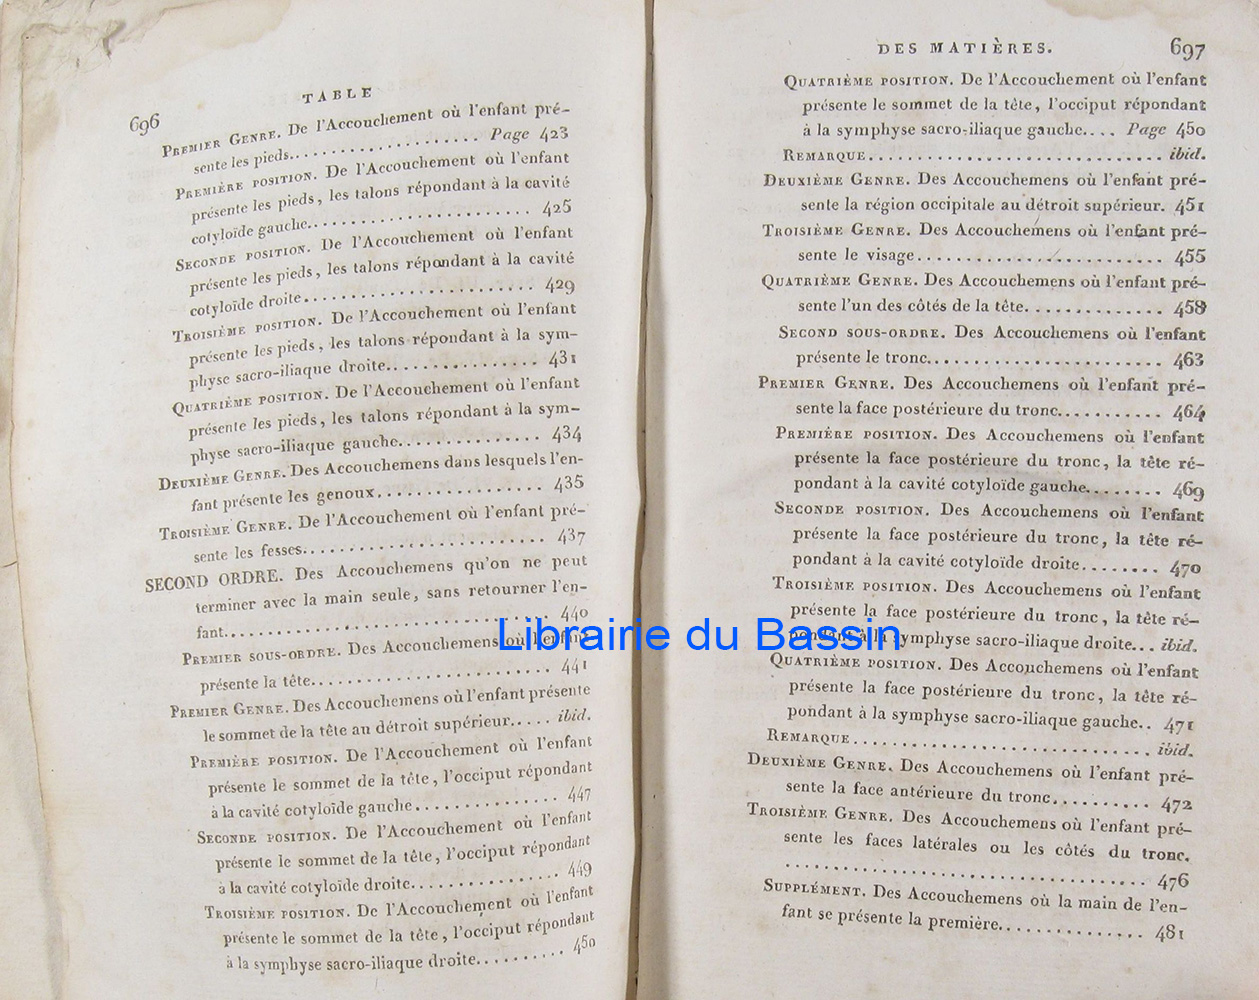 696
TABLE
PREMIER GENRE. De l'Accouchement où l'enfant pré-
sente les pieds.................... Page 423
PREMIÈRE POSITION. De l'Accouchement où l'enfant
présente les pieds, les talons répondant à la cavité
cotyloïde gauche........................ 425
SECONDE POSITION. De l'Accouchement où l'enfant
présente les pieds, les talons répondant à la cavité
cotyloïde droite........................ 429
TROISIÈME POSITION. De l'Accouchement où l'enfant
présente les pieds, les talons répondant à la sym-
physe sacro-iliaque droite................ 431
QUATRIÈME POSITION. De l'Accouchement où l'enfant
présente les pieds, les talons répondant à la sym-
physe sacro-iliaque gauche............... 434
DEUXIÈME GENRE. Des Accouchemens dans lesquels l'en-
fant présente les genoux................. 435
TROISIÈME GENRE. De l'Accouchement où l'enfant pré-
sente les fesses........................ 437
SECOND ORDRE. Des Accouchemens qu'on ne peut
terminer avec la main seule, sans retourner l'en-
fant................................ 440
PREMIER SOUS-ORDRE. Des Accouchemens où l'enfant
présente la tête........................ 441
PREMIER GENRE. Des Accouchemens où l'enfant présente
le sommet de la tête au détroit supérieur..... ibid.
PREMIÈRE POSITION. De l'Accouchement où l'enfant
présente le sommet de la tête, l'occiput répondant
à la cavité cotyloïde gauche.............. 447
SECONDE POSITION. De l'Accouchement où l'enfant
présente le sommet de la tête, l'occiput répondant
à la cavité cotyloïde droite............... 449
TROISIÈME POSITION. De l'Accouchement où l'enfant
présente le sommet de la tête, l'occiput répondant
à la symphyse sacro-iliaque droite.......... 450
DES MATIÈRES. 697
QUATRIÈME POSITION. De l'Accouchement où l'enfant
présente le sommet de la tête, l'occiput répondant
à la symphyse sacro-iliaque gauche.... Page 450
REMARQUE............................ ibid.
DEUXIÈME GENRE. Des Accouchemens où l'enfant pré-
sente la région occipitale au détroit supérieur. 451
TROISIÈME GENRE. Des Accouchemens où l'enfant pré-
sente le visage........................ 455
QUATRIÈME GENRE. Des Accouchemens où l'enfant pré-
sente l'un des côtés de la tête.............. 458
SECOND SOUS-ORDRE. Des Accouchemens où l'enfant
présente le tronc....................... 463
PREMIER GENRE. Des Accouchemens où l'enfant pré-
sente la face postérieure du tronc........... 464
PREMIÈRE POSITION. Des Accouchemens où l'enfant
présente la face postérieure du tronc, la tête ré-
pondant à la cavité cotyloïde gauche........ 469
SECONDE POSITION. Des Accouchemens où l'enfant
présente la face postérieure du tronc, la tête ré-
pondant à la cavité cotyloïde droite........ 470
TROISIÈME POSITION. Des Accouchemens où l'enfant
présente la face postérieure du tronc, la tête ré-
pondant à la symphyse sacro-iliaque droite... ibid.
QUATRIÈME POSITION. Des Accouchemens où l'enfant
présente la face postérieure du tronc, la tête ré-
pondant à la symphyse sacro-iliaque gauche.. 471
REMARQUE............................ ibid.
DEUXIÈME GENRE. Des Accouchemens où l'enfant pré-
sente la face antérieure du tronc.......... 472
TROISIÈME GENRE. Des Accouchemens où l'enfant pré-
sente les faces latérales ou les côtés du tronc.
................................... 476
SUPPLÉMENT. Des Accouchemens où la main de l'en-
fant se présente la première.............. 481
Librairie du Bassin